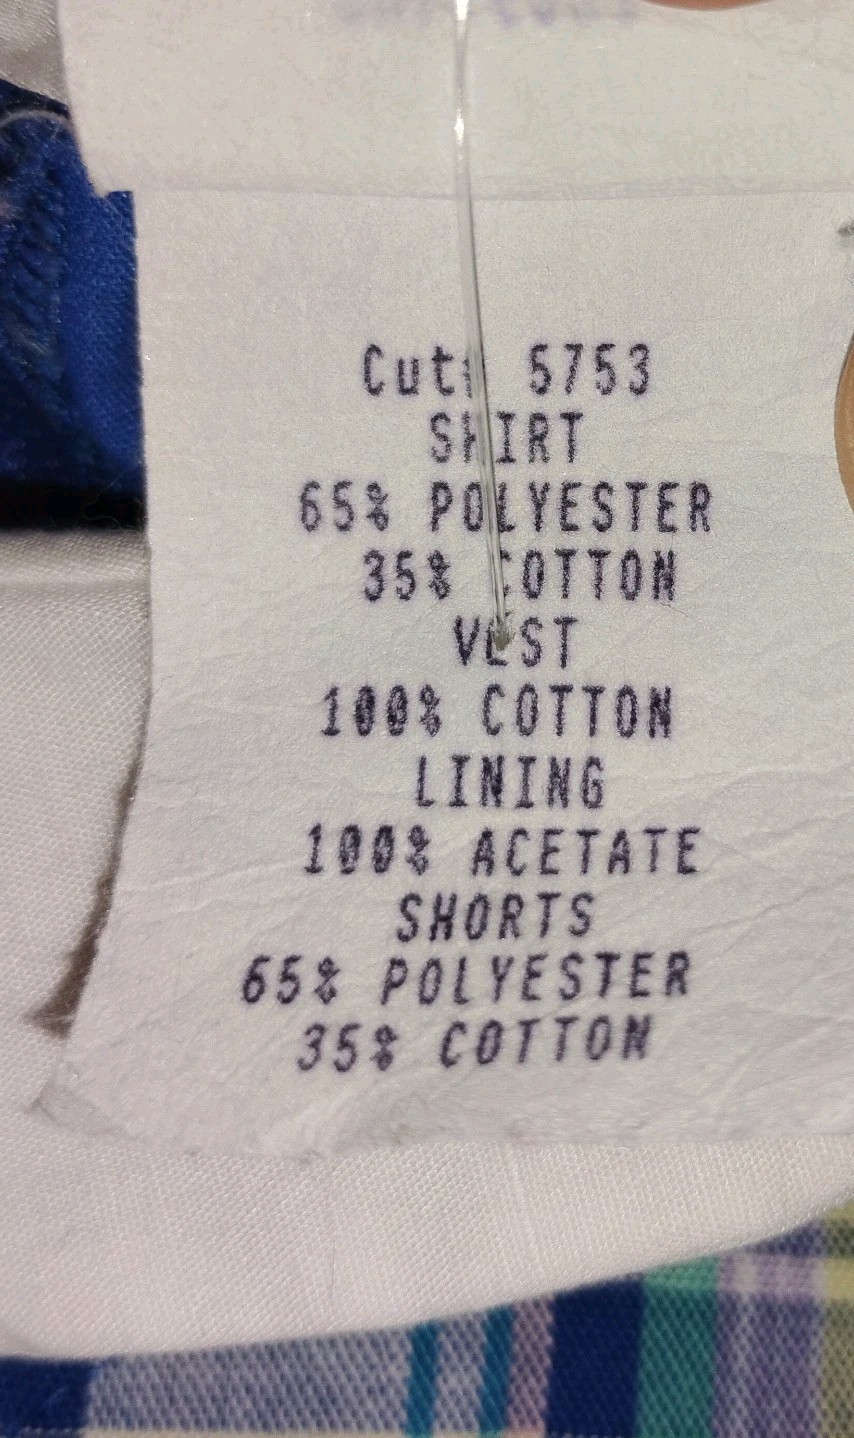 Cut# 5753
SHIRT
65% POLYESTER
35% COTTON
VEST
100% COTTON
LINING
100% ACETATE
SHORTS
65% POLYESTER
35% COTTON